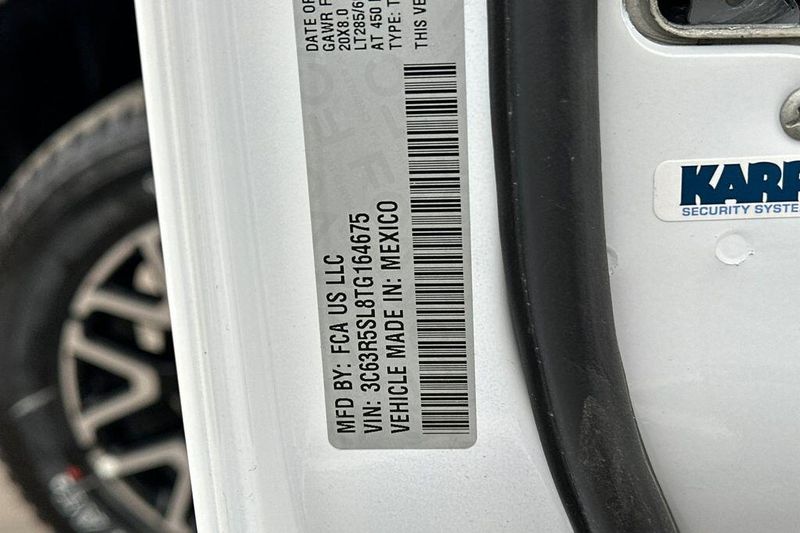 DATE OF
GAWR
20X8.0
LT285/6
AT 450
TYPE: T
THIS VE
MFD BY: FCA US LLC
VIN: 3C63R5SL8TG164675
VEHICLE MADE IN: MEXICO
KARR
SECURITY SYSTE